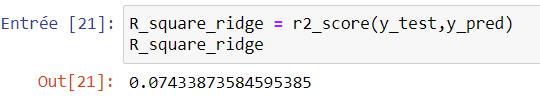 Entrée [21]: R_square_ridge = r2_score(y_test,y_pred)
R_square_ridge
Out[21]: 0.07433873584595385